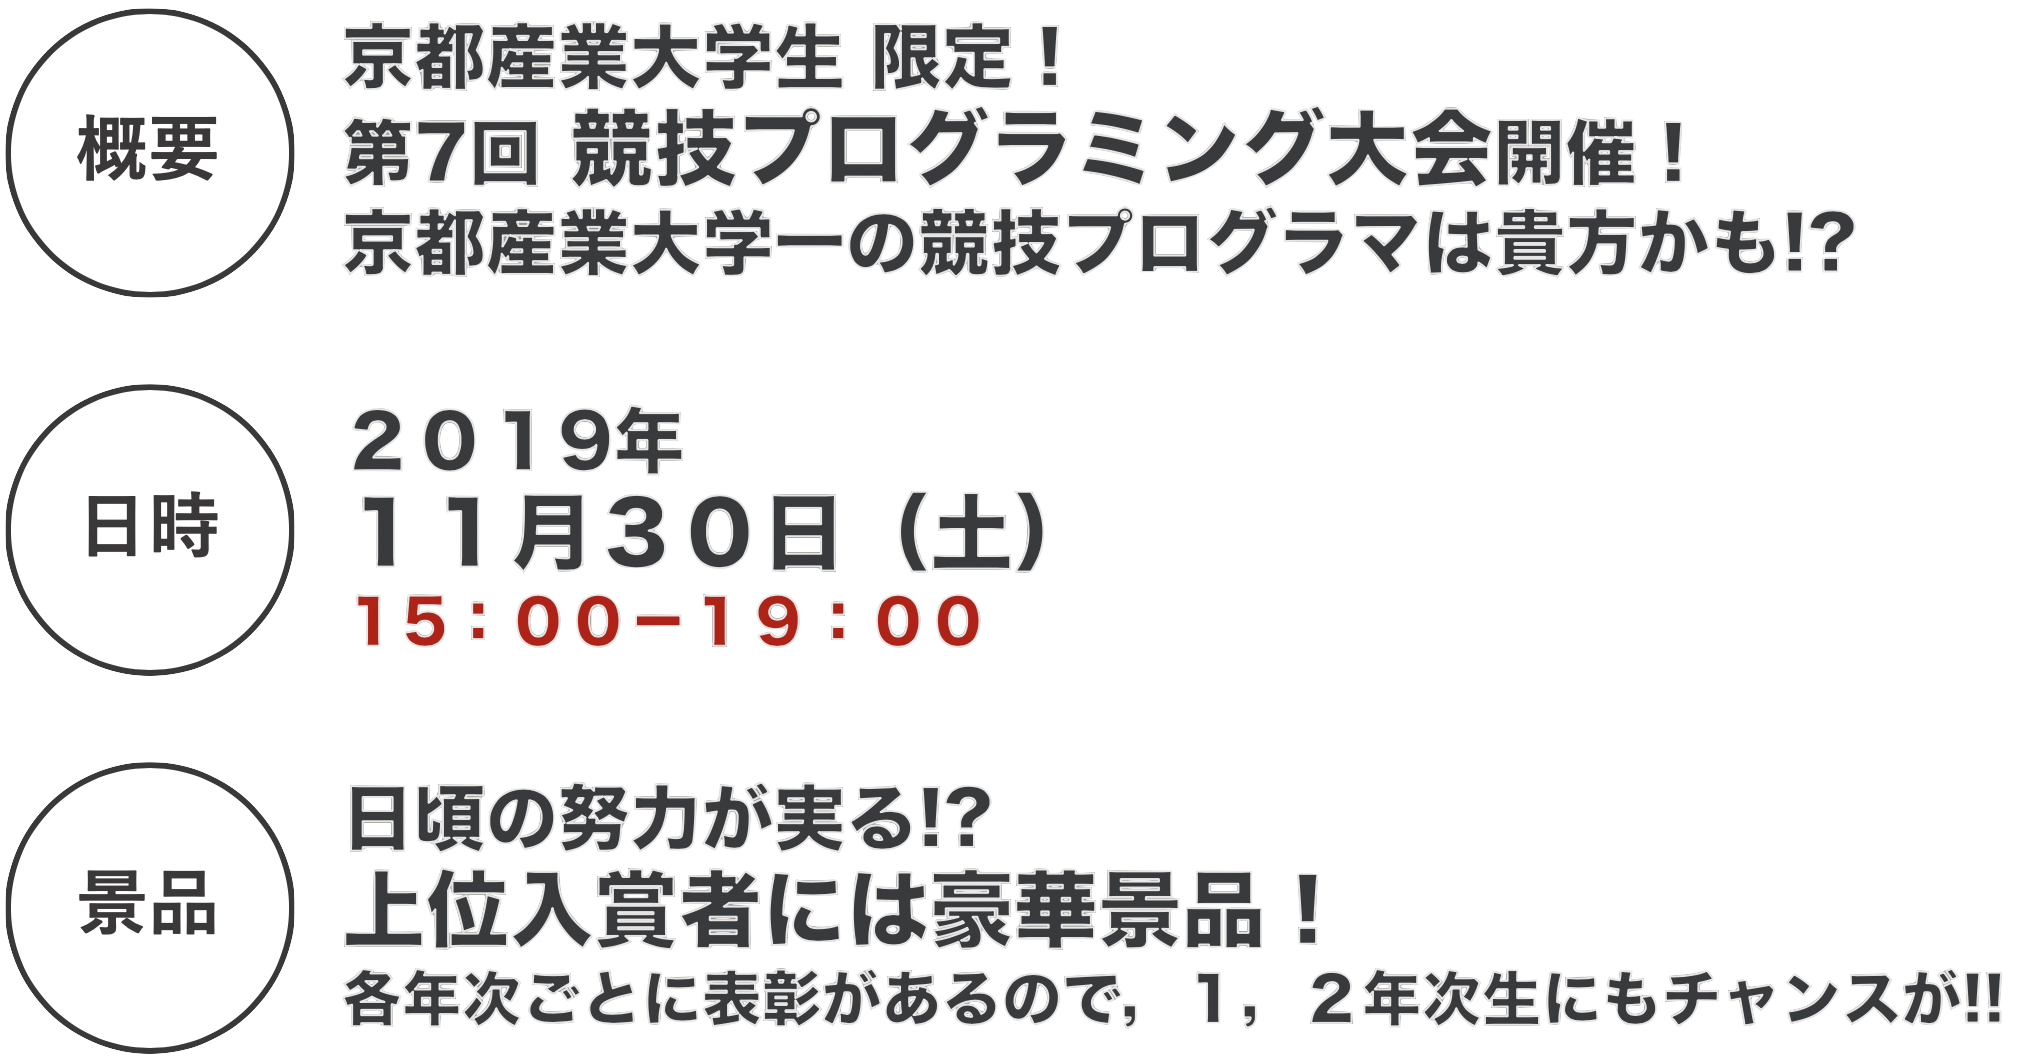 概要
京都産業大学生 限定！
第7回 競技プログラミング大会開催！
京都産業大学一の競技プログラマは貴方かも!?
日時
２０１９年
１１月３０日（土）
１５：００−１９：００
景品
日頃の努力が実る!?
上位入賞者には豪華景品！
各年次ごとに表彰があるので，１，２年次生にもチャンスが!!